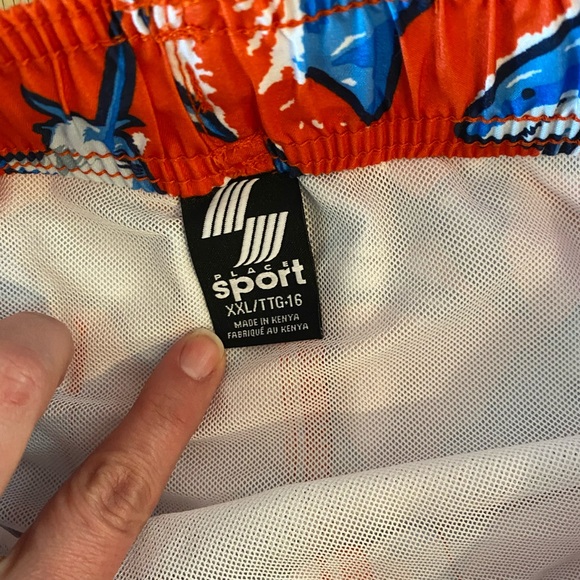 PLACE
sport
XXL/TTG•16
MADE IN KENYA
FABRIQUÉ AU KENYA